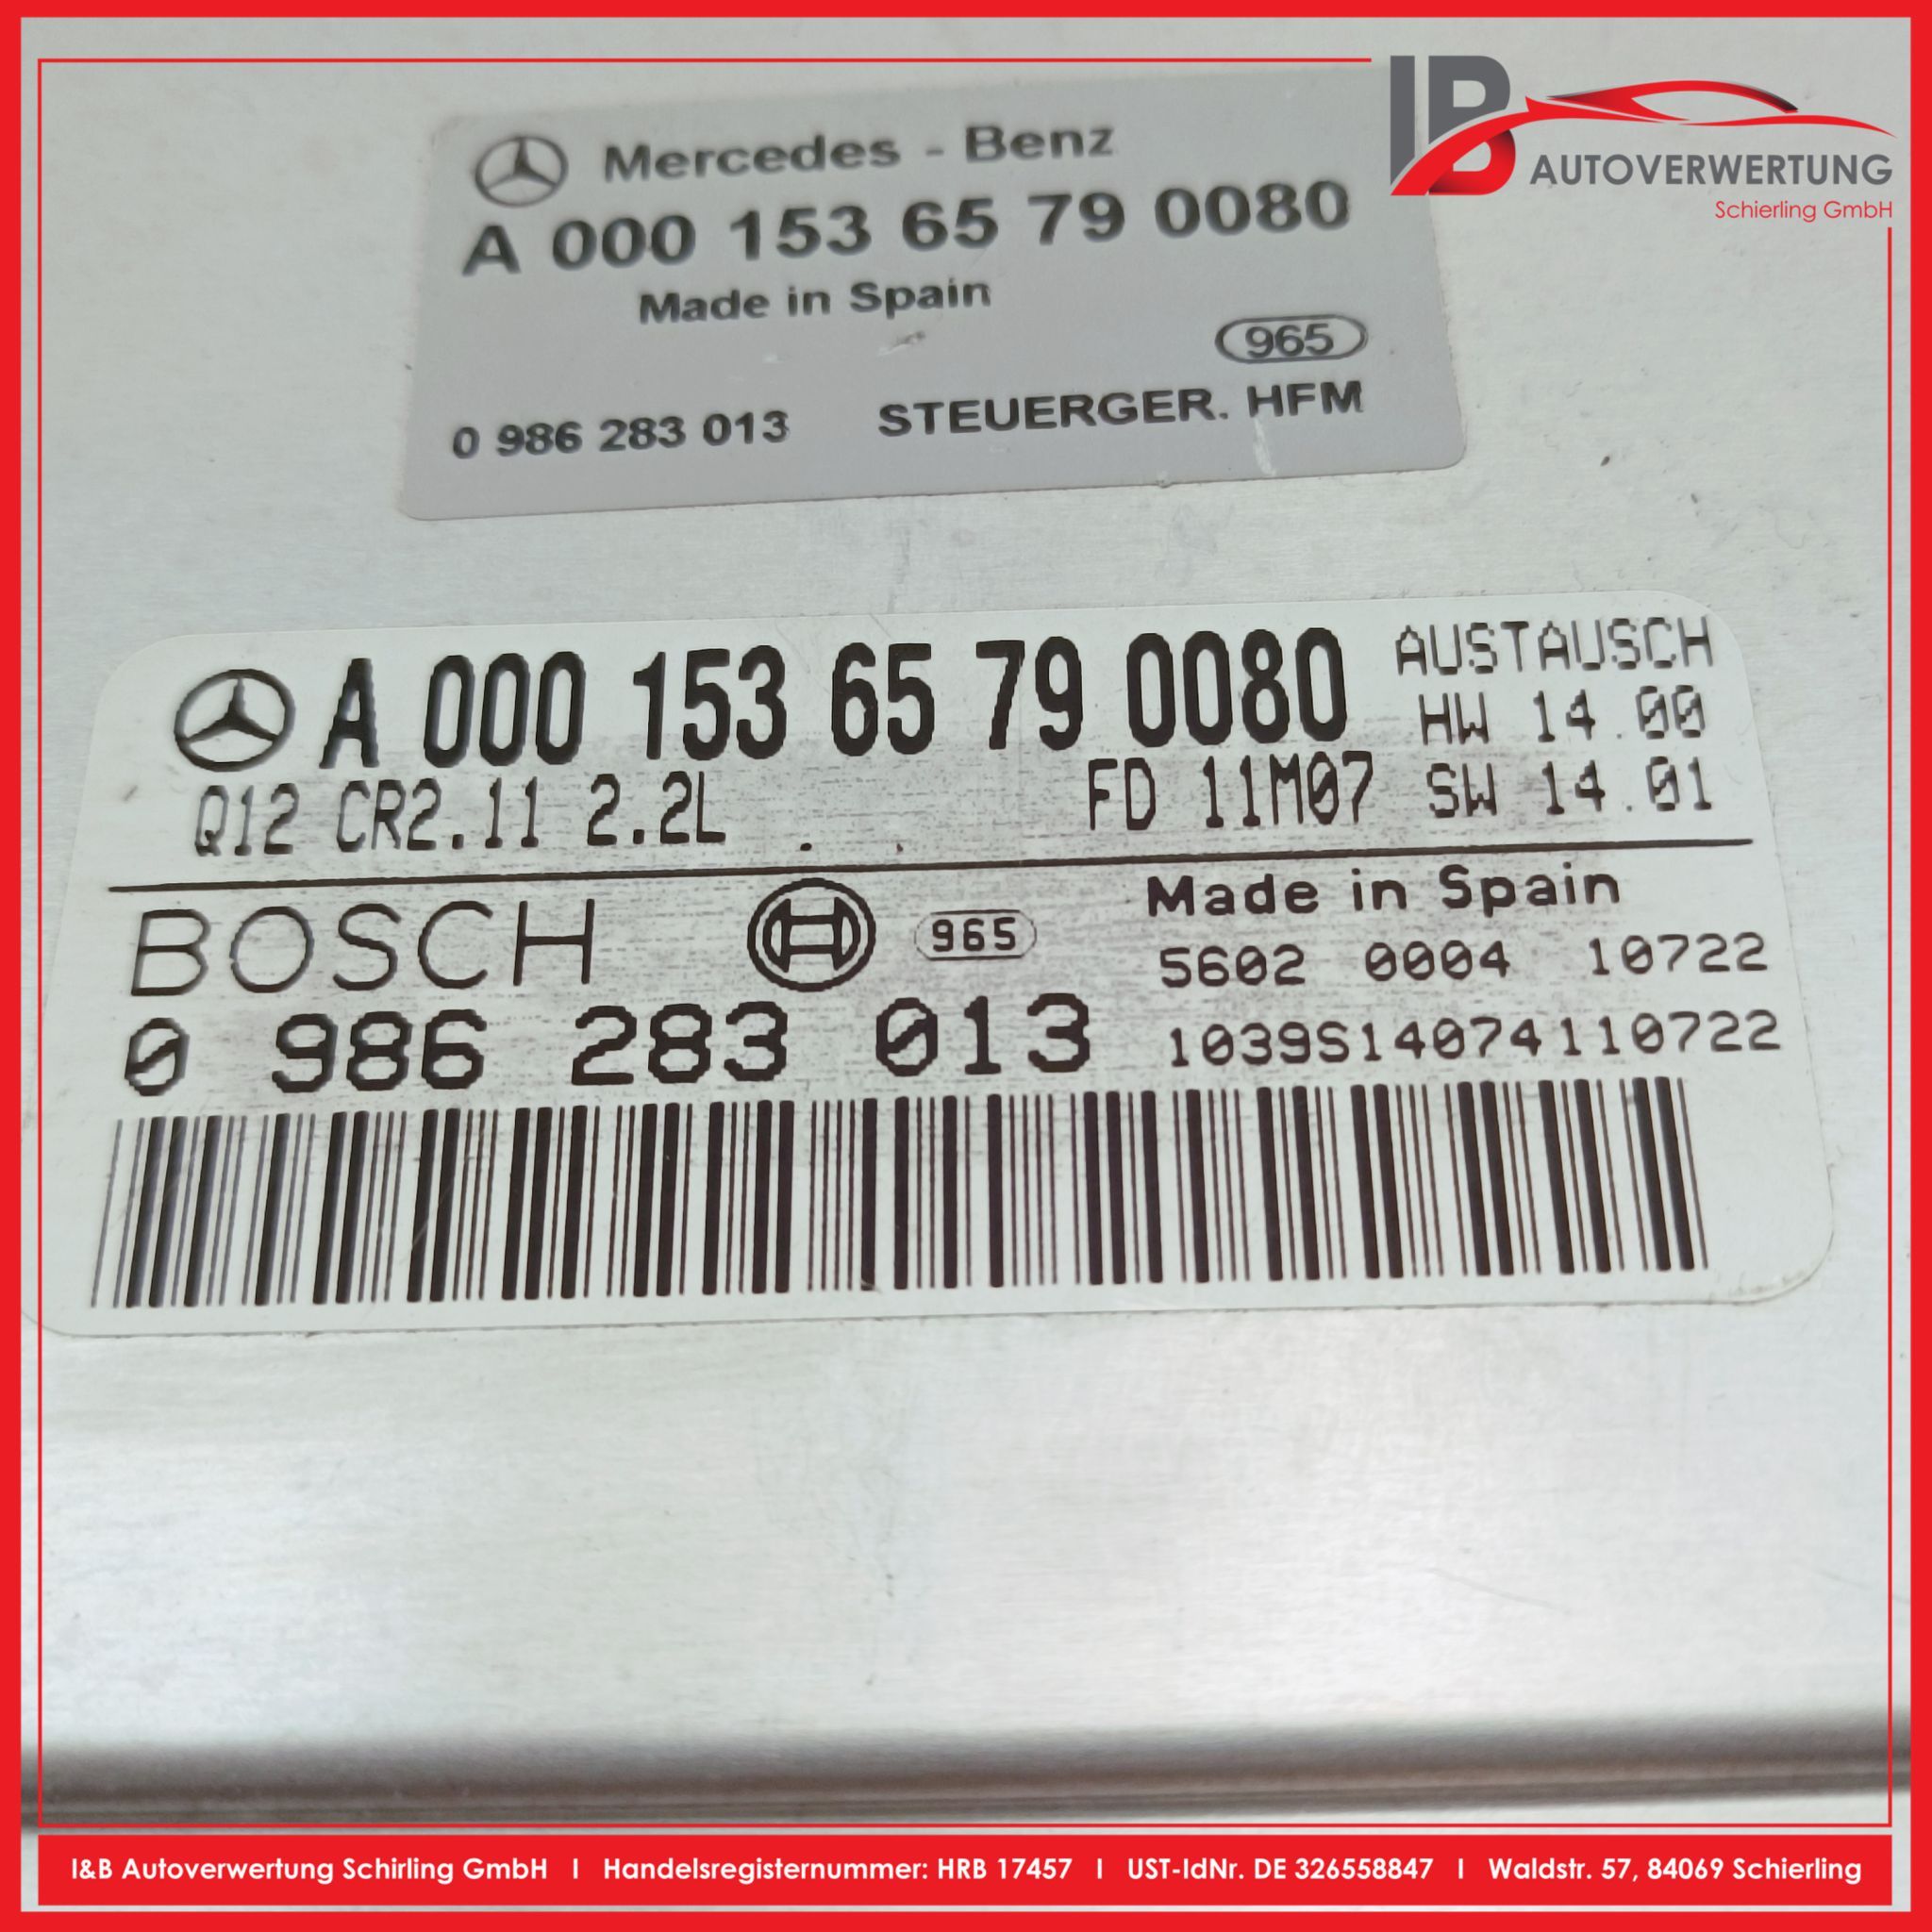 IB
AUTOVERWERTUNG
Schierling GmbH
Mercedes - Benz
A 000 153 65 79 0080
Made in Spain
965
0 986 283 013 STEUERGER. HFM
A 000 153 65 79 0080 AUSTAUSCH
HW 14.00
Q12 CR2.11 2.2L FD 11M07 SW 14.01
BOSCH 965 Made in Spain
5602 0004 10722
0 986 283 013 1039S14074110722
I&B Autoverwertung Schirling GmbH I Handelsregisternummer: HRB 17457 I UST-IdNr. DE 326558847 I Waldstr. 57, 84069 Schierling